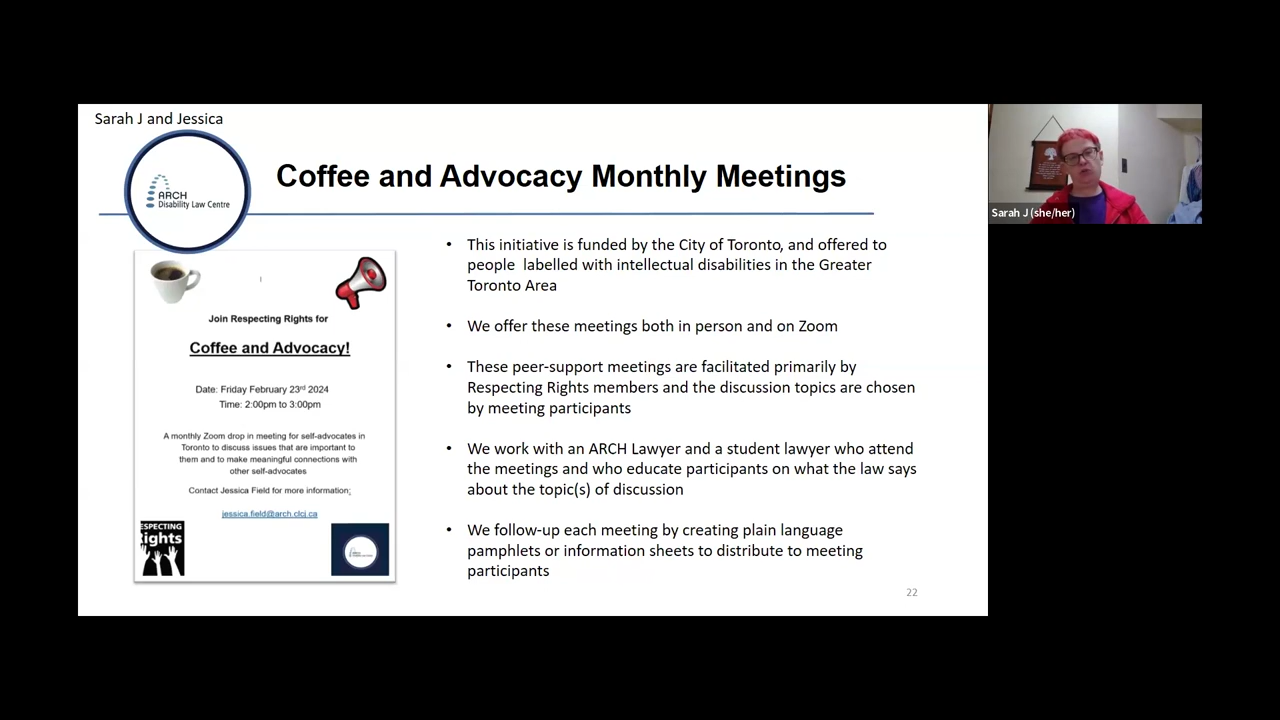 Sarah J and Jessica
ARCH
Disability Law Centre
Coffee and Advocacy Monthly Meetings
Join Respecting Rights for
Coffee and Advocacy!
Date: Friday February 23rd 2024
Time: 2:00pm to 3:00pm
A monthly Zoom drop in meeting for self-advocates in
Toronto to discuss issues that are important to
them and to make meaningful connections with
other self-advocates
Contact Jessica Field for more information;
jessica.field@arch.clcj.ca
ESPECTING
Rights
• This initiative is funded by the City of Toronto, and offered to
people labelled with intellectual disabilities in the Greater
Toronto Area
• We offer these meetings both in person and on Zoom
• These peer-support meetings are facilitated primarily by
Respecting Rights members and the discussion topics are chosen
by meeting participants
• We work with an ARCH Lawyer and a student lawyer who attend
the meetings and who educate participants on what the law says
about the topic(s) of discussion
• We follow-up each meeting by creating plain language
pamphlets or information sheets to distribute to meeting
participants
22
Sarah J (she/her)